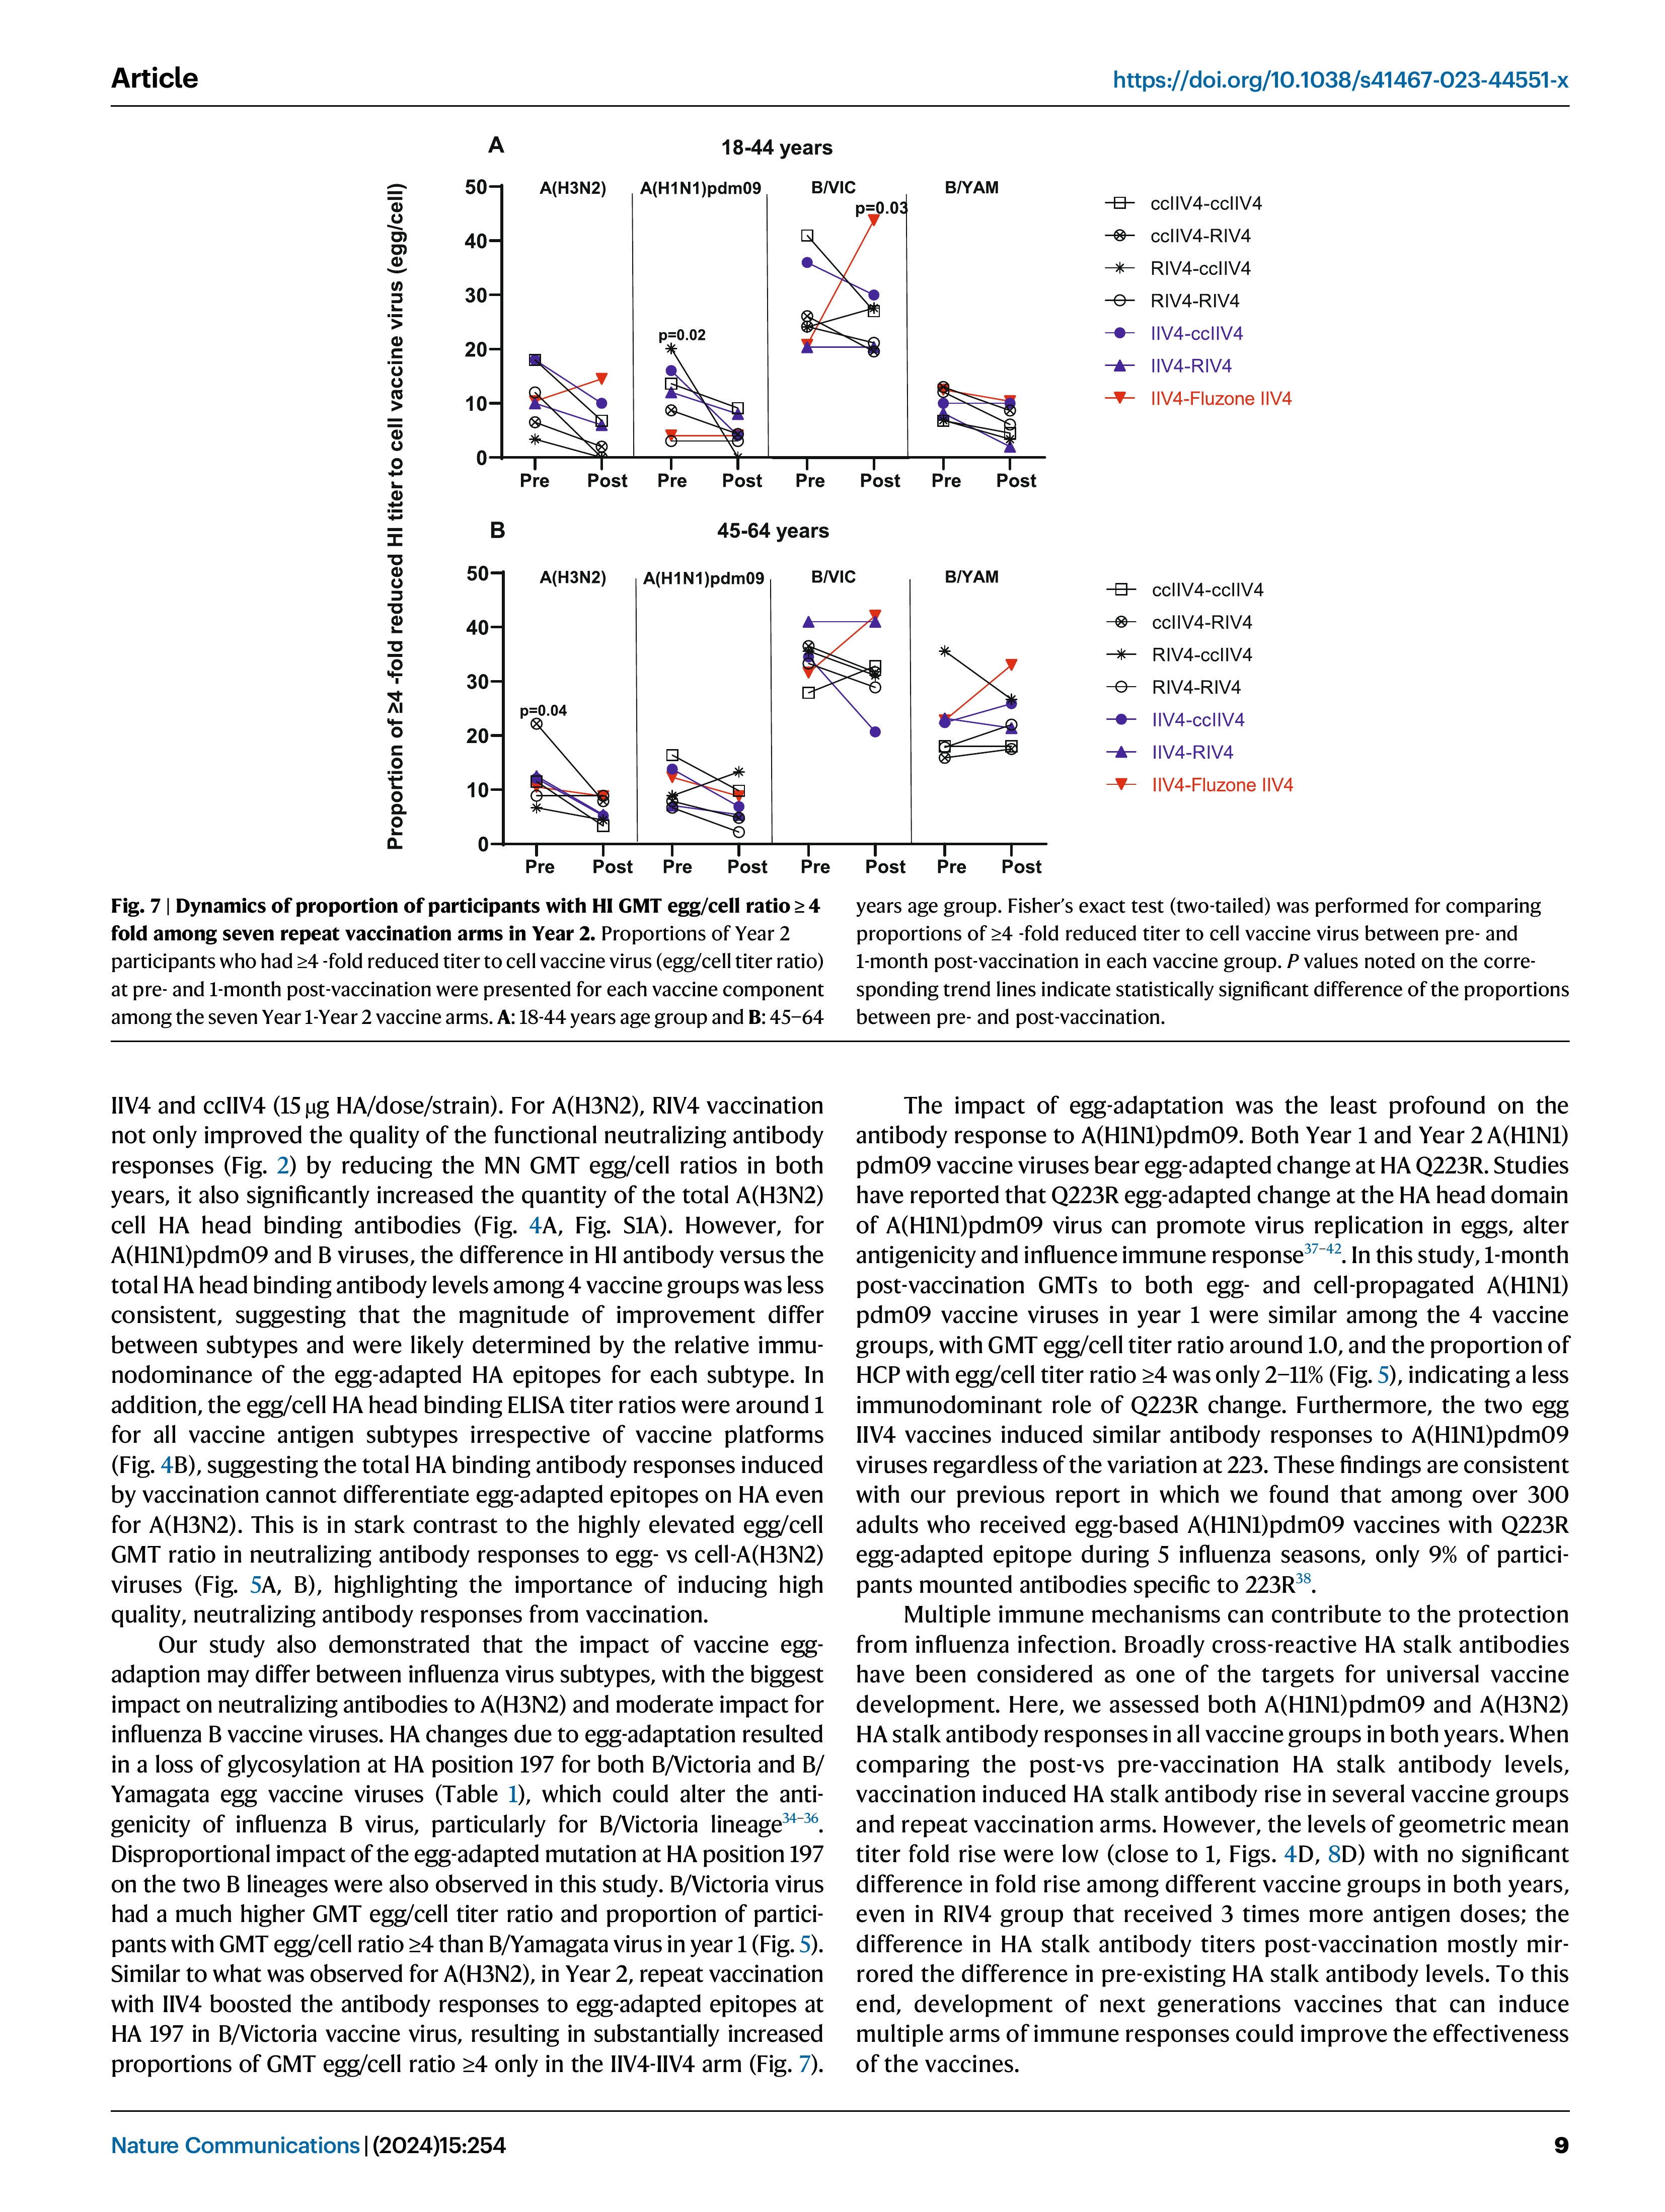 Article
https://doi.org/10.1038/s41467-023-44551-x
Proportion of ≥4 -fold reduced HI titer to cell vaccine virus (egg/cell)
A
18-44 years
A(H3N2) A(H1N1)pdm09 B/VIC B/YAM
50
40
30
20
10
0
p=0.02
p=0.03
Pre Post Pre Post Pre Post Pre Post
ccIIV4-ccIIV4
ccIIV4-RIV4
RIV4-ccIIV4
RIV4-RIV4
IIV4-ccIIV4
IIV4-RIV4
IIV4-Fluzone IIV4
B
45-64 years
A(H3N2) A(H1N1)pdm09 B/VIC B/YAM
50
40
30
20
10
0
p=0.04
Pre Post Pre Post Pre Post Pre Post
ccIIV4-ccIIV4
ccIIV4-RIV4
RIV4-ccIIV4
RIV4-RIV4
IIV4-ccIIV4
IIV4-RIV4
IIV4-Fluzone IIV4
Fig. 7 | Dynamics of proportion of participants with HI GMT egg/cell ratio ≥ 4
fold among seven repeat vaccination arms in Year 2. Proportions of Year 2
participants who had ≥4 -fold reduced titer to cell vaccine virus (egg/cell titer ratio)
at pre- and 1-month post-vaccination were presented for each vaccine component
among the seven Year 1-Year 2 vaccine arms. A: 18-44 years age group and B: 45–64
years age group. Fisher's exact test (two-tailed) was performed for comparing
proportions of ≥4 -fold reduced titer to cell vaccine virus between pre- and
1-month post-vaccination in each vaccine group. P values noted on the corre-
sponding trend lines indicate statistically significant difference of the proportions
between pre- and post-vaccination.
IIV4 and ccIIV4 (15 μg HA/dose/strain). For A(H3N2), RIV4 vaccination
not only improved the quality of the functional neutralizing antibody
responses (Fig. 2) by reducing the MN GMT egg/cell ratios in both
years, it also significantly increased the quantity of the total A(H3N2)
cell HA head binding antibodies (Fig. 4A, Fig. S1A). However, for
A(H1N1)pdm09 and B viruses, the difference in HI antibody versus the
total HA head binding antibody levels among 4 vaccine groups was less
consistent, suggesting that the magnitude of improvement differ
between subtypes and were likely determined by the relative immu-
nodominance of the egg-adapted HA epitopes for each subtype. In
addition, the egg/cell HA head binding ELISA titer ratios were around 1
for all vaccine antigen subtypes irrespective of vaccine platforms
(Fig. 4B), suggesting the total HA binding antibody responses induced
by vaccination cannot differentiate egg-adapted epitopes on HA even
for A(H3N2). This is in stark contrast to the highly elevated egg/cell
GMT ratio in neutralizing antibody responses to egg- vs cell-A(H3N2)
viruses (Fig. 5A, B), highlighting the importance of inducing high
quality, neutralizing antibody responses from vaccination.
Our study also demonstrated that the impact of vaccine egg-
adaption may differ between influenza virus subtypes, with the biggest
impact on neutralizing antibodies to A(H3N2) and moderate impact for
influenza B vaccine viruses. HA changes due to egg-adaptation resulted
in a loss of glycosylation at HA position 197 for both B/Victoria and B/
Yamagata egg vaccine viruses (Table 1), which could alter the anti-
genicity of influenza B virus, particularly for B/Victoria lineage34–36.
Disproportional impact of the egg-adapted mutation at HA position 197
on the two B lineages were also observed in this study. B/Victoria virus
had a much higher GMT egg/cell titer ratio and proportion of partici-
pants with GMT egg/cell ratio ≥4 than B/Yamagata virus in year 1 (Fig. 5).
Similar to what was observed for A(H3N2), in Year 2, repeat vaccination
with IIV4 boosted the antibody responses to egg-adapted epitopes at
HA 197 in B/Victoria vaccine virus, resulting in substantially increased
proportions of GMT egg/cell ratio ≥4 only in the IIV4-IIV4 arm (Fig. 7).
The impact of egg-adaptation was the least profound on the
antibody response to A(H1N1)pdm09. Both Year 1 and Year 2 A(H1N1)
pdm09 vaccine viruses bear egg-adapted change at HA Q223R. Studies
have reported that Q223R egg-adapted change at the HA head domain
of A(H1N1)pdm09 virus can promote virus replication in eggs, alter
antigenicity and influence immune response37–42. In this study, 1-month
post-vaccination GMTs to both egg- and cell-propagated A(H1N1)
pdm09 vaccine viruses in year 1 were similar among the 4 vaccine
groups, with GMT egg/cell titer ratio around 1.0, and the proportion of
HCP with egg/cell titer ratio ≥4 was only 2–11% (Fig. 5), indicating a less
immunodominant role of Q223R change. Furthermore, the two egg
IIV4 vaccines induced similar antibody responses to A(H1N1)pdm09
viruses regardless of the variation at 223. These findings are consistent
with our previous report in which we found that among over 300
adults who received egg-based A(H1N1)pdm09 vaccines with Q223R
egg-adapted epitope during 5 influenza seasons, only 9% of partici-
pants mounted antibodies specific to 223R38.
Multiple immune mechanisms can contribute to the protection
from influenza infection. Broadly cross-reactive HA stalk antibodies
have been considered as one of the targets for universal vaccine
development. Here, we assessed both A(H1N1)pdm09 and A(H3N2)
HA stalk antibody responses in all vaccine groups in both years. When
comparing the post-vs pre-vaccination HA stalk antibody levels,
vaccination induced HA stalk antibody rise in several vaccine groups
and repeat vaccination arms. However, the levels of geometric mean
titer fold rise were low (close to 1, Figs. 4D, 8D) with no significant
difference in fold rise among different vaccine groups in both years,
even in RIV4 group that received 3 times more antigen doses; the
difference in HA stalk antibody titers post-vaccination mostly mir-
rored the difference in pre-existing HA stalk antibody levels. To this
end, development of next generations vaccines that can induce
multiple arms of immune responses could improve the effectiveness
of the vaccines.
Nature Communications | (2024)15:254
9